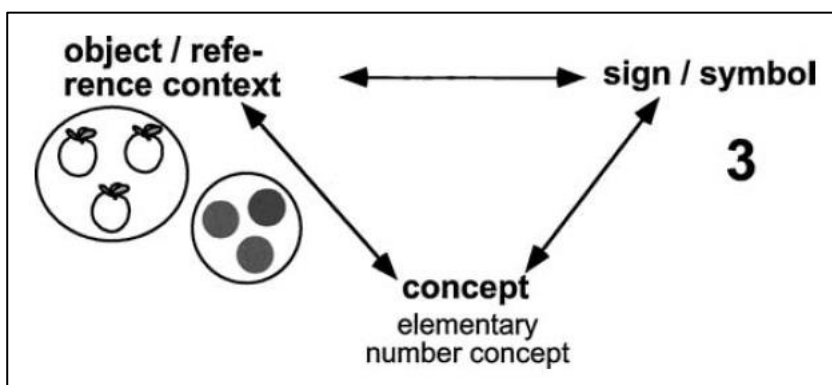 object / refe-
rence context
sign / symbol
3
concept
elementary
number concept